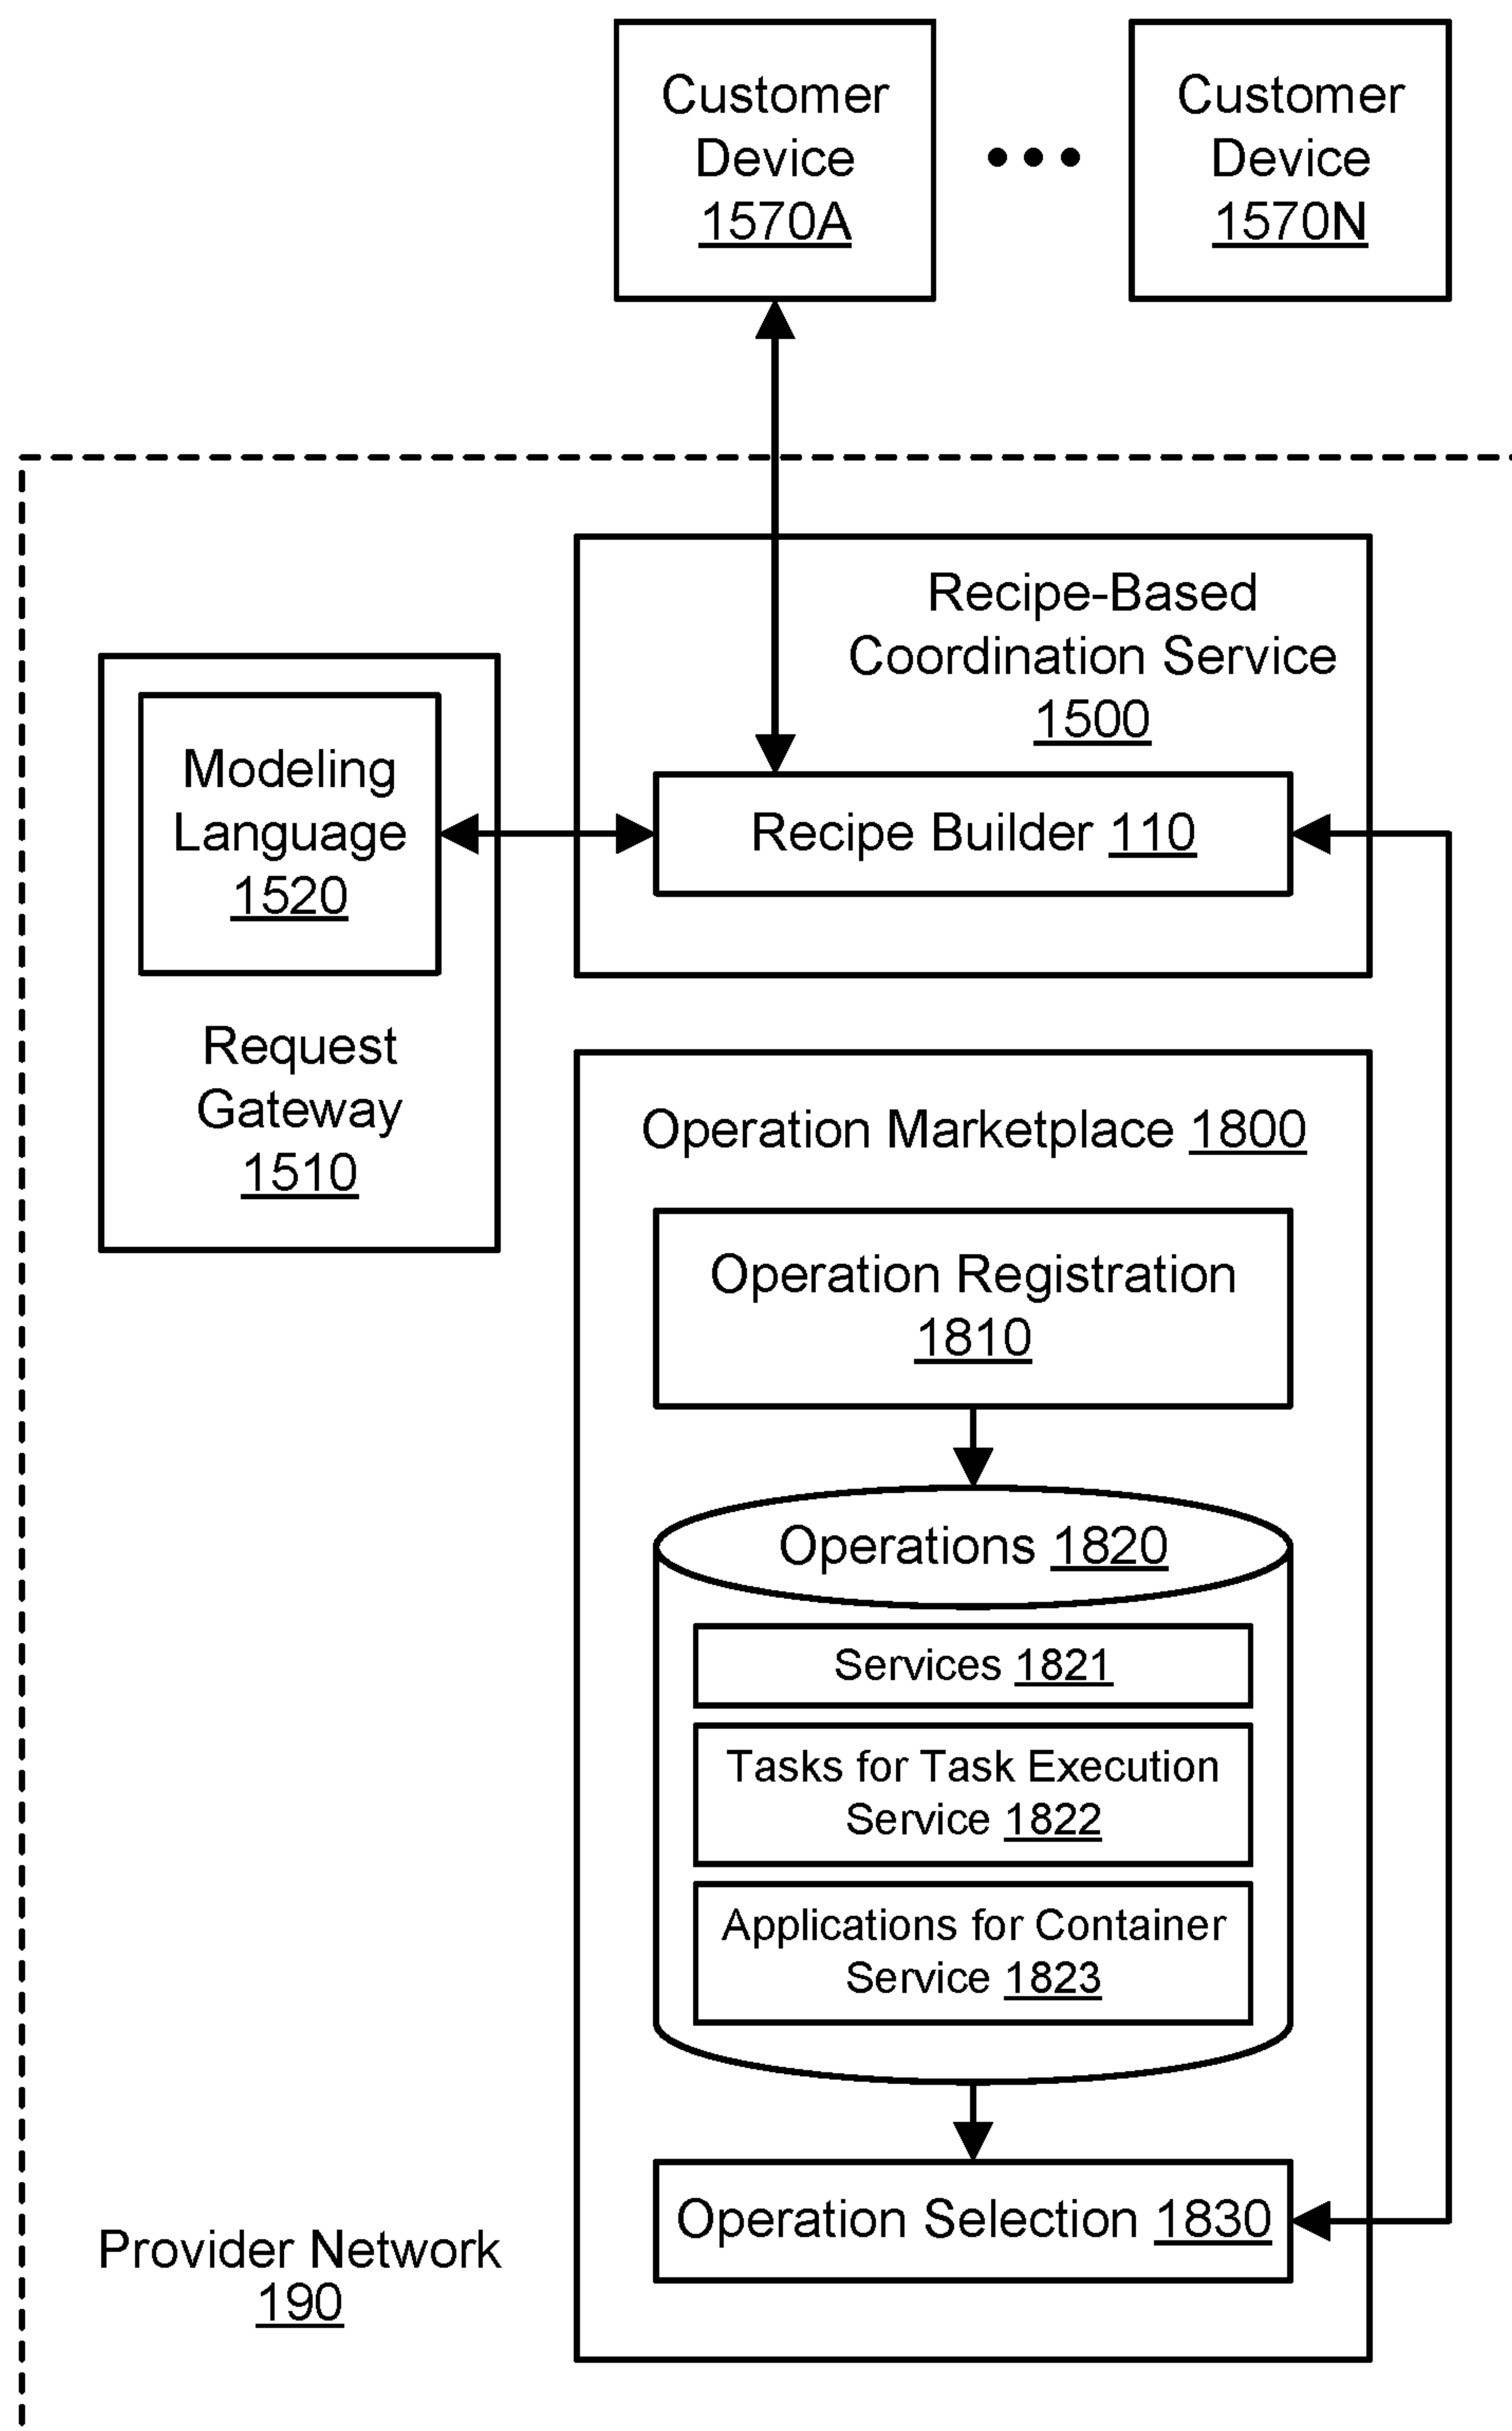 Customer
Device
1570A
Customer
Device
1570N
Recipe-Based
Coordination Service
1500
Recipe Builder 110
Modeling
Language
1520
Request
Gateway
1510
Operation Marketplace 1800
Operation Registration
1810
Operations 1820
Services 1821
Tasks for Task Execution
Service 1822
Applications for Container
Service 1823
Operation Selection 1830
Provider Network
190